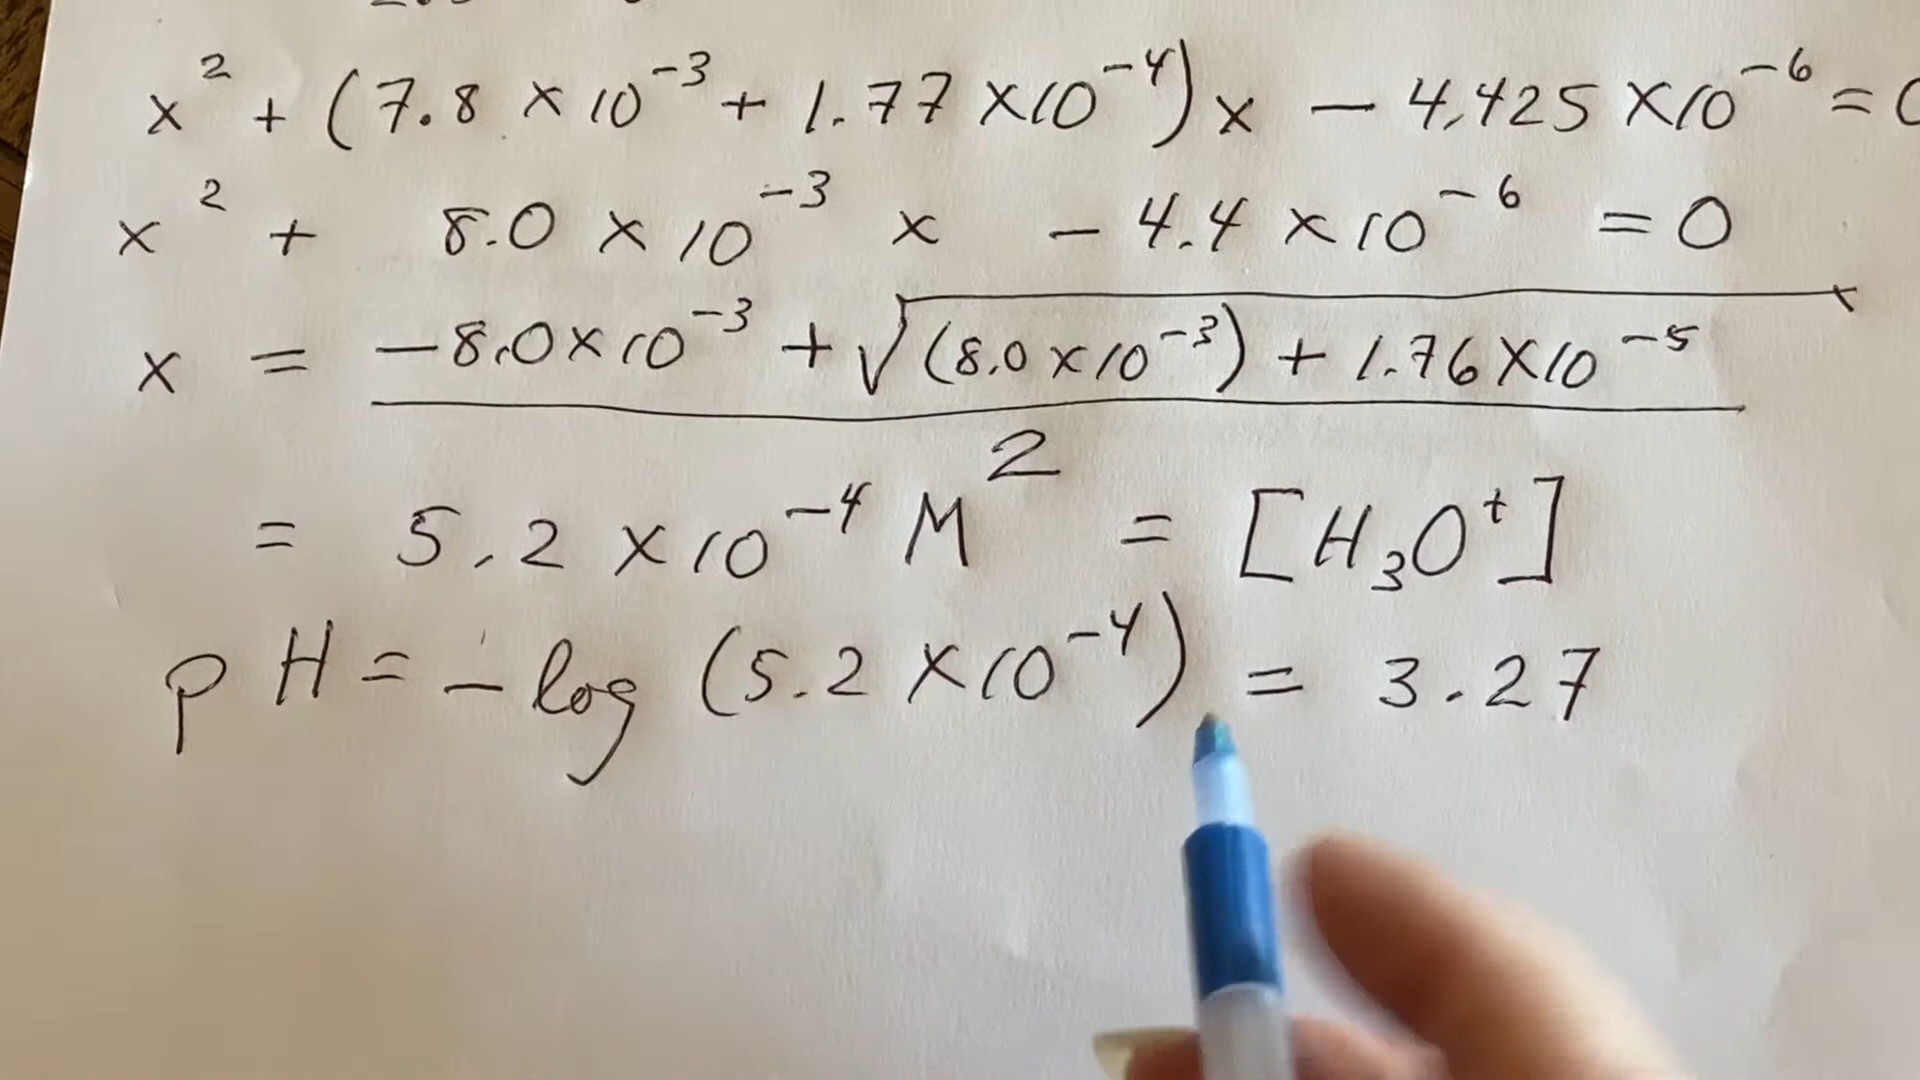 x² + (7.8 × 10⁻³ + 1.77 × 10⁻⁴) x − 4.425 × 10⁻⁶ = 0
x² + 8.0 × 10⁻³ x − 4.4 × 10⁻⁶ = 0
x = (−8.0 × 10⁻³ + √((8.0 × 10⁻³) + 1.76 × 10⁻⁵)) / 2
= 5.2 × 10⁻⁴ M = [H₃O⁺]
pH = − log (5.2 × 10⁻⁴) = 3.27